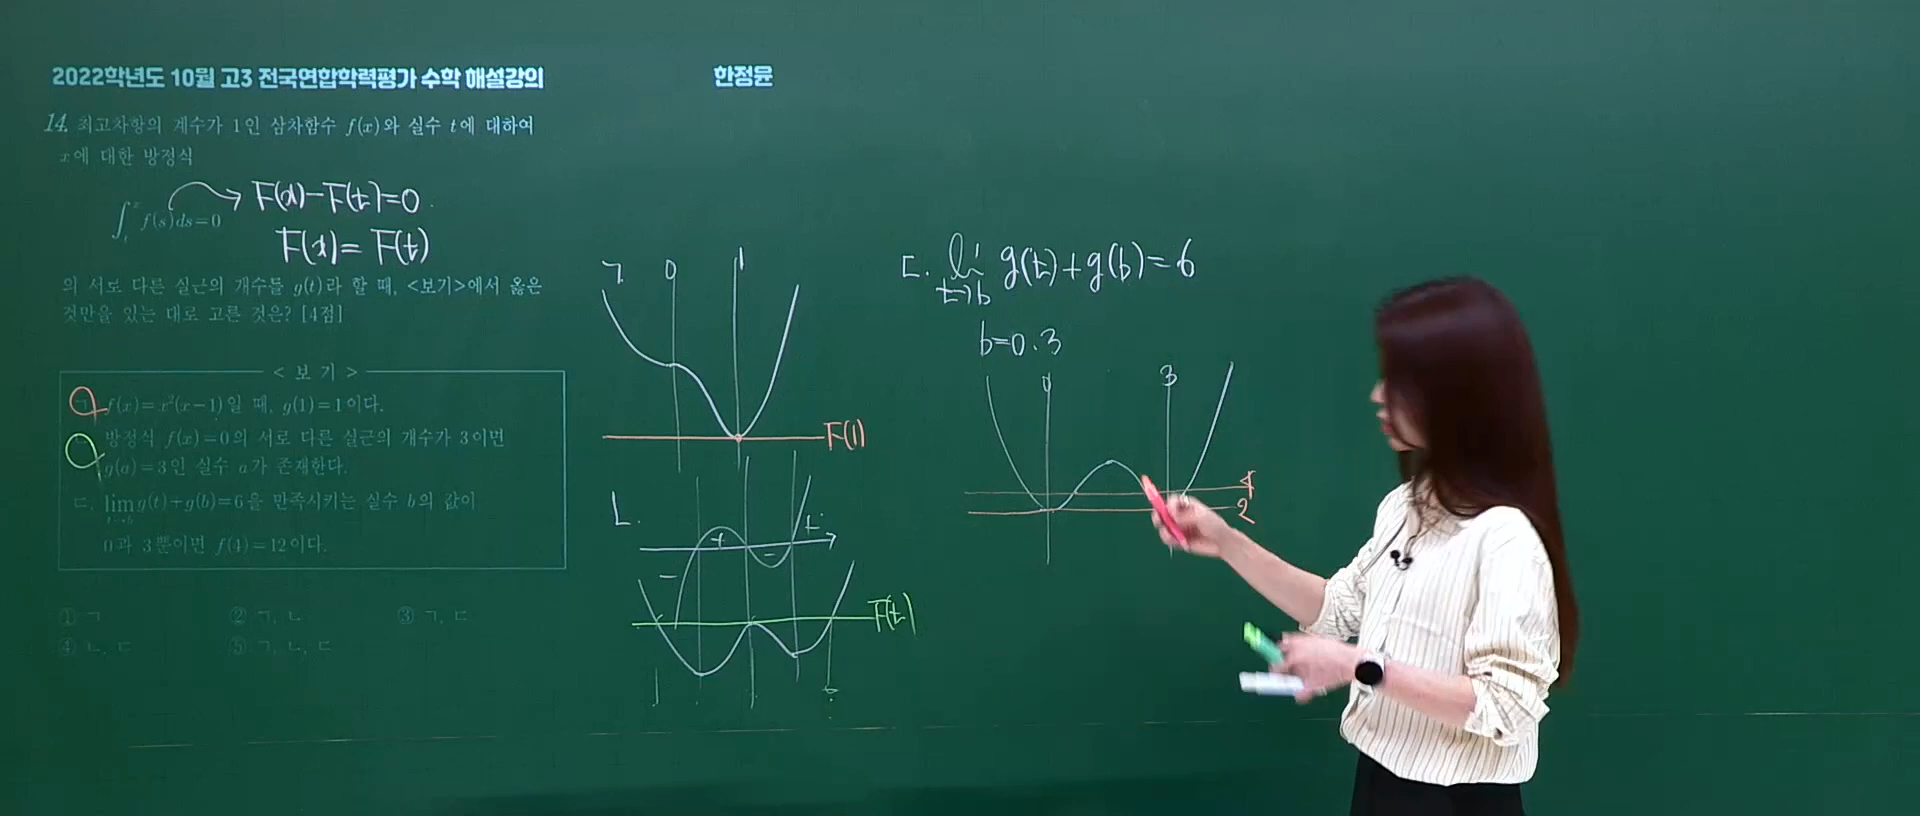 2022학년도 10월 고3 전국연합학력평가 수학 해설강의
한정윤
14. 최고차항의 계수가 1인 삼차함수 f(x)와 실수 t에 대하여
x에 대한 방정식
∫ₜˣ f(s)ds=0
F(x)-F(t)=0
F(x)=F(t)
의 서로 다른 실근의 개수를 g(t)라 할 때, <보기>에서 옳은
것만을 있는 대로 고른 것은? [4점]
< 보 기 >
ㄱ. f(x)=x²(x-1)일 때, g(1)=1이다.
ㄴ. 방정식 f(x)=0의 서로 다른 실근의 개수가 3이면
g(a)=3인 실수 a가 존재한다.
ㄷ. lim g(t)+g(b)=6을 만족시키는 실수 b의 값이
t→b
0과 3뿐이면 f(4)=12이다.
① ㄱ ② ㄱ, ㄴ ③ ㄱ, ㄷ
④ ㄴ, ㄷ ⑤ ㄱ, ㄴ, ㄷ
ㄱ. 0 1
F(1)
ㄴ.
- + - +
F(t)
ㄷ. lim g(t)+g(b)=6
t→b
b=0.3
0 3
4
2